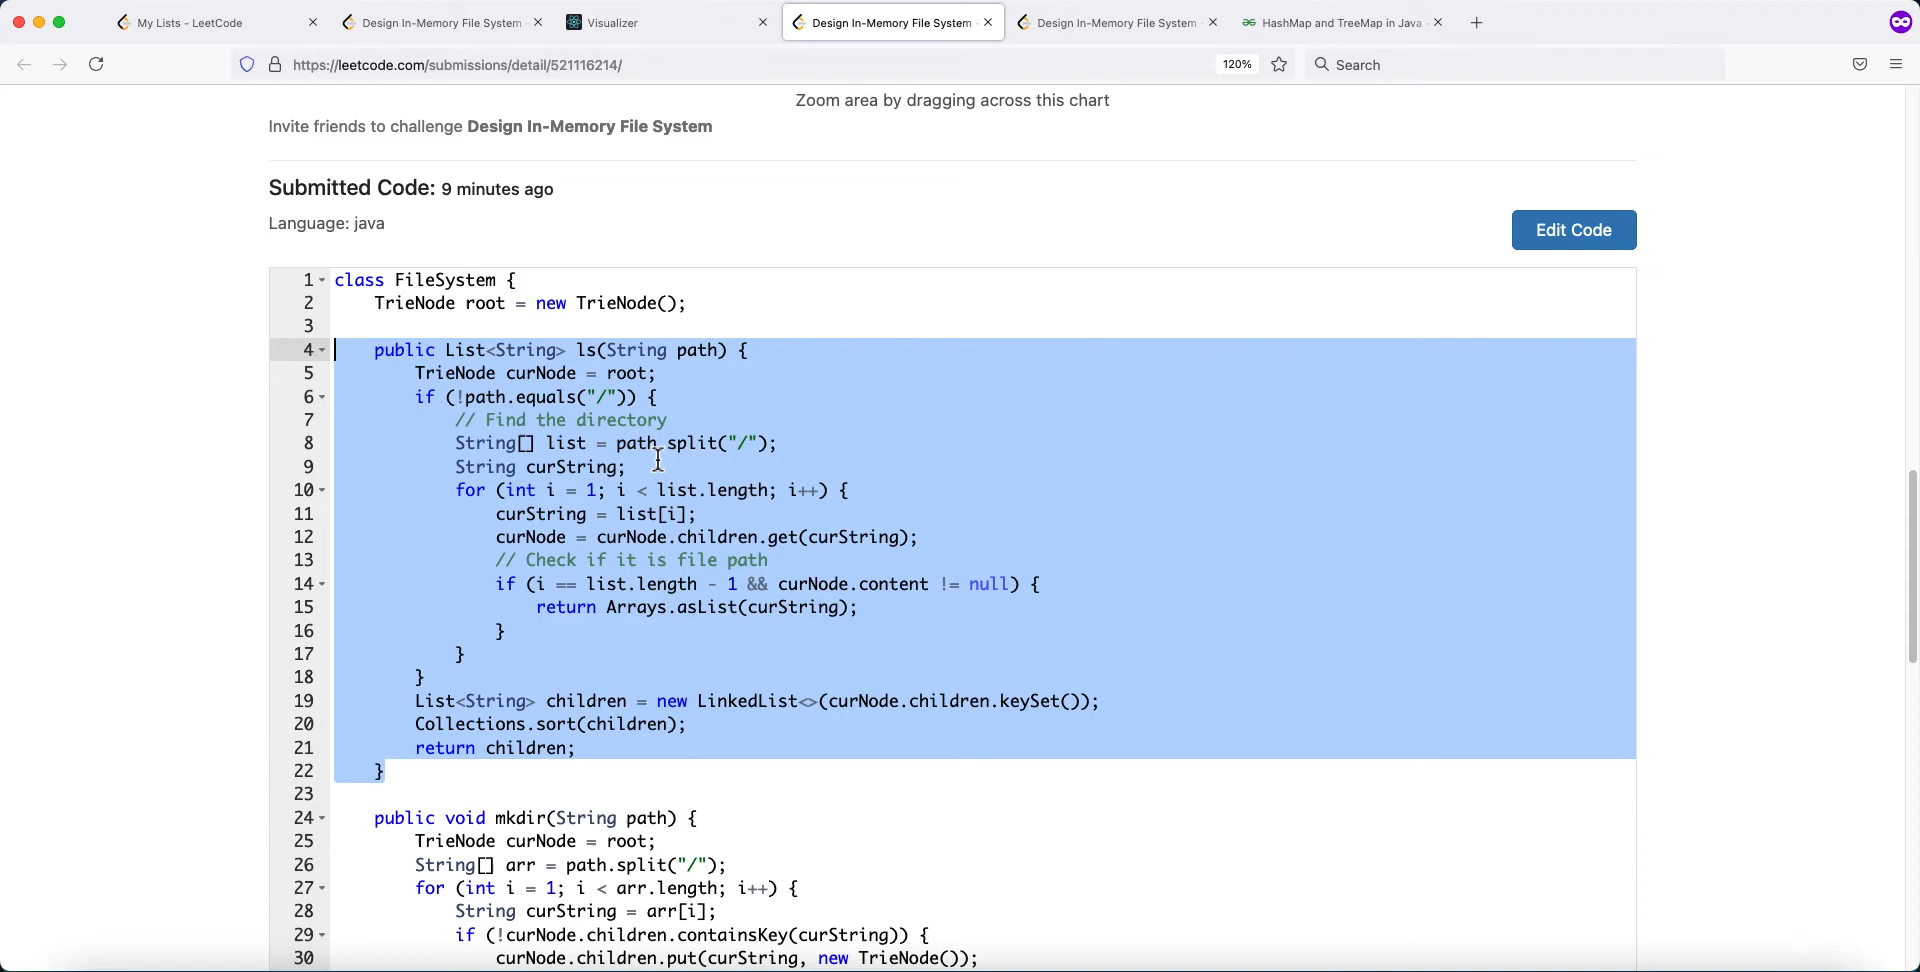 My Lists - LeetCode
Design In-Memory File System
Visualizer
Design In-Memory File System
Design In-Memory File System
HashMap and TreeMap in Java
https://leetcode.com/submissions/detail/521116214/
120%
Search
Zoom area by dragging across this chart
Invite friends to challenge Design In-Memory File System
Submitted Code: 9 minutes ago
Language: java
Edit Code
1 class FileSystem {
2     TrieNode root = new TrieNode();
3
4     public List<String> ls(String path) {
5         TrieNode curNode = root;
6         if (!path.equals("/")) {
7             // Find the directory
8             String[] list = path.split("/");
9             String curString;
10             for (int i = 1; i < list.length; i++) {
11                 curString = list[i];
12                 curNode = curNode.children.get(curString);
13                 // Check if it is file path
14                 if (i == list.length - 1 && curNode.content != null) {
15                     return Arrays.asList(curString);
16                 }
17             }
18         }
19         List<String> children = new LinkedList<>(curNode.children.keySet());
20         Collections.sort(children);
21         return children;
22     }
23
24     public void mkdir(String path) {
25         TrieNode curNode = root;
26         String[] arr = path.split("/");
27         for (int i = 1; i < arr.length; i++) {
28             String curString = arr[i];
29             if (!curNode.children.containsKey(curString)) {
30                 curNode.children.put(curString, new TrieNode());